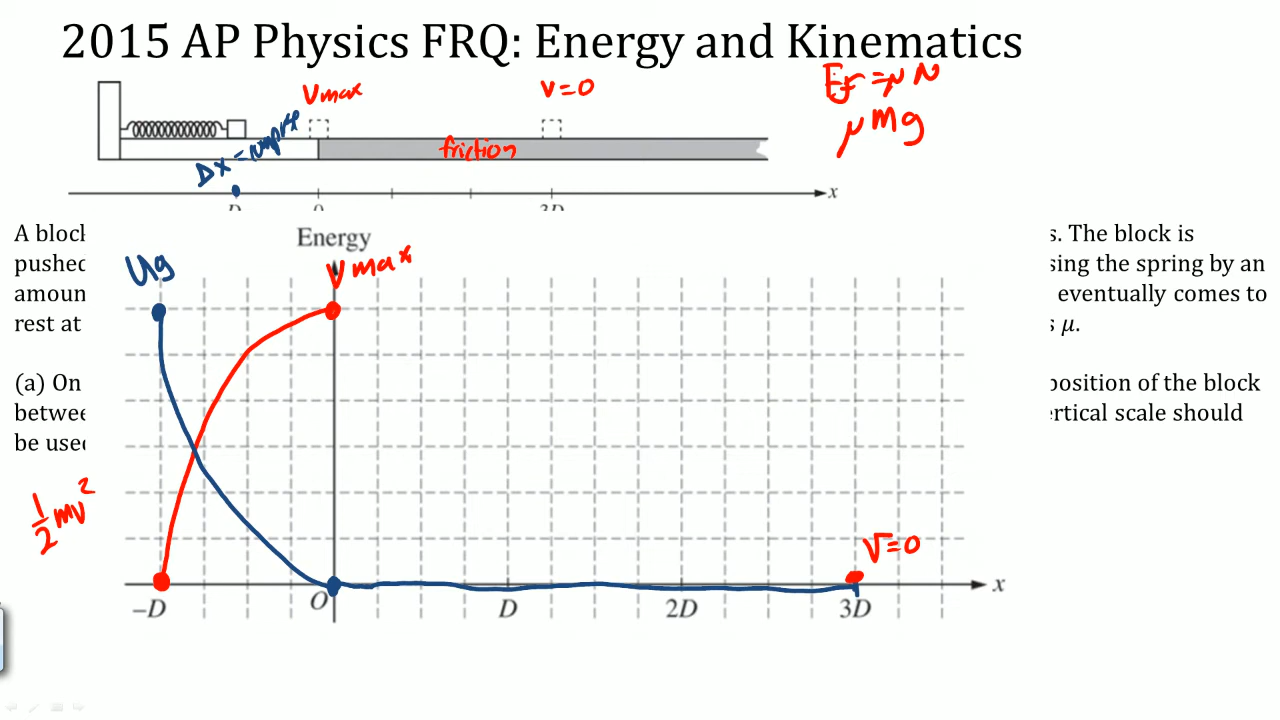 2015 AP Physics FRQ: Energy and Kinematics
Vmax
v=0
Ff = μN
μmg
Δx =
friction
x
0
3D
A block
s. The block is
pushed
sing the spring by an
amoun
eventually comes to
rest at
s μ.
(a) On
position of the block
betwee
ertical scale should
be used
Energy
Ug
Vmax
½mv²
V=0
−D
O
D
2D
3D
x